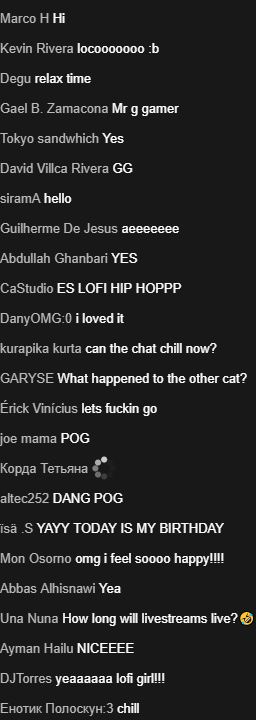 Marco H Hi
Kevin Rivera locooooooo :b
Degu relax time
Gael B. Zamacona Mr g gamer
Tokyo sandwhich Yes
David Villca Rivera GG
siramA hello
Guilherme De Jesus aeeeeeee
Abdullah Ghanbari YES
CaStudio ES LOFI HIP HOPPP
DanyOMG:0 i loved it
kurapika kurta can the chat chill now?
GARYSE What happened to the other cat?
Érick Vinícius lets fuckin go
joe mama POG
Корда Тетьяна
altec252 DANG POG
ïsä .S YAYY TODAY IS MY BIRTHDAY
Mon Osorno omg i feel soooo happy!!!!
Abbas Alhisnawi Yea
Una Nuna How long will livestreams live?🤣
Ayman Hailu NICEEEE
DJTorres yeaaaaaa lofi girl!!!
Енотик Полоскун:3 chill